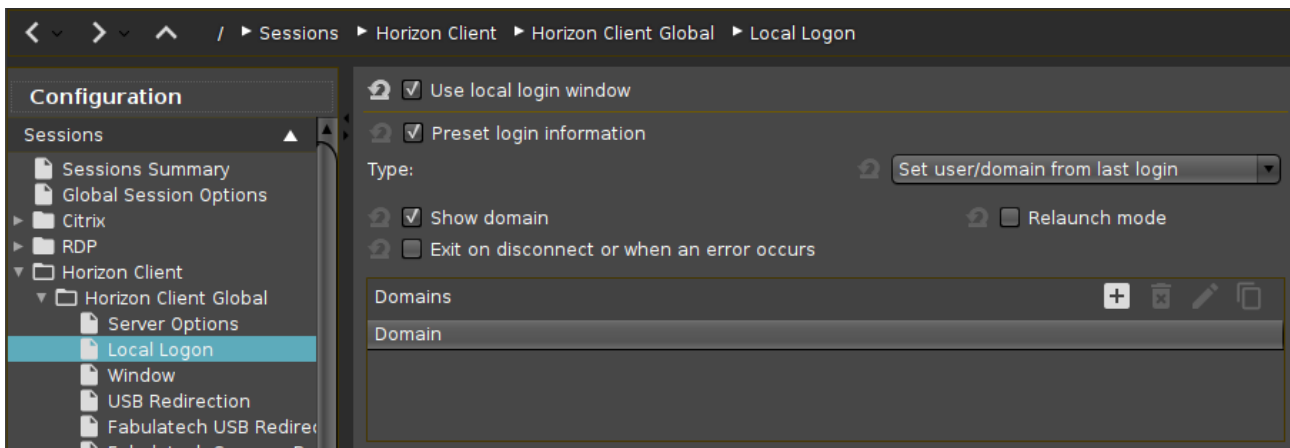 / Sessions Horizon Client Horizon Client Global Local Logon
Configuration
Sessions
Sessions Summary
Global Session Options
Citrix
RDP
Horizon Client
Horizon Client Global
Server Options
Local Logon
Window
USB Redirection
Fabulatech USB Redirec
Use local login window
Preset login information
Type: Set user/domain from last login
Show domain Relaunch mode
Exit on disconnect or when an error occurs
Domains
Domain